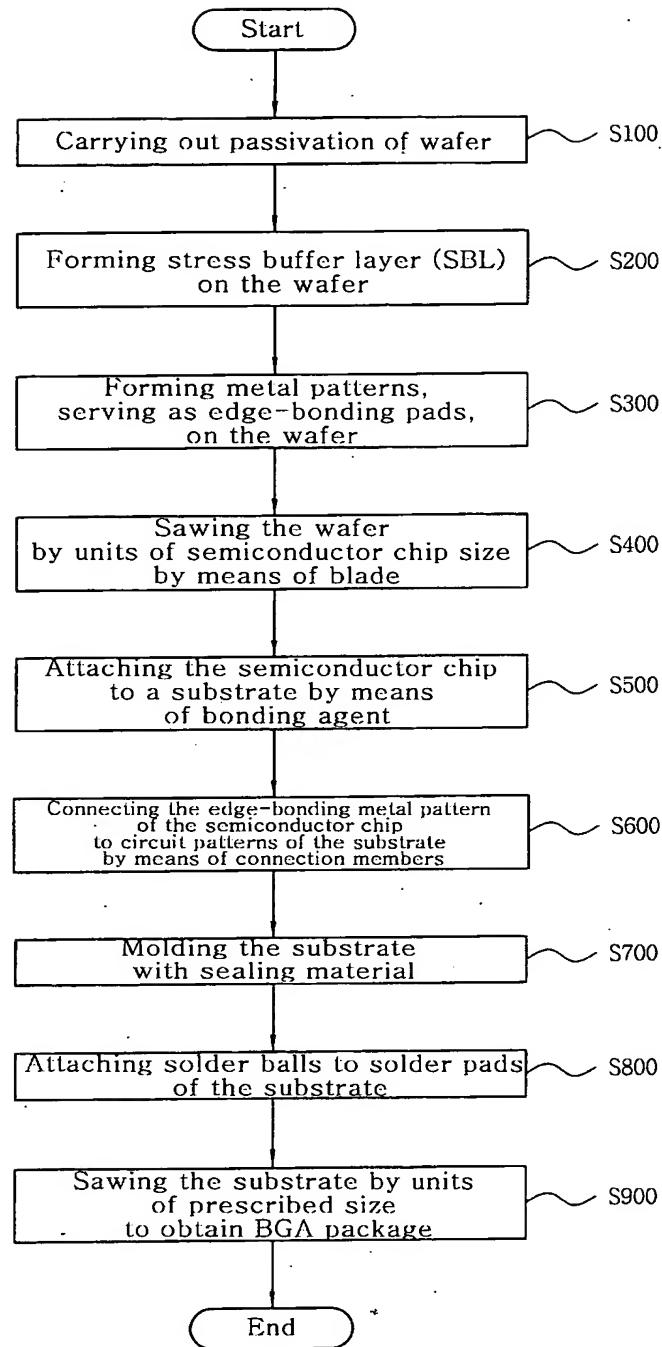 Start
Carrying out passivation of wafer
S100
Forming stress buffer layer (SBL)
on the wafer
S200
Forming metal patterns,
serving as edge-bonding pads,
on the wafer
S300
Sawing the wafer
by units of semiconductor chip size
by means of blade
S400
Attaching the semiconductor chip
to a substrate by means
of bonding agent
S500
Connecting the edge-bonding metal pattern
of the semiconductor chip
to circuit patterns of the substrate
by means of connection members
S600
Molding the substrate
with sealing material
S700
Attaching solder balls to solder pads
of the substrate
S800
Sawing the substrate by units
of prescribed size
to obtain BGA package
S900
End